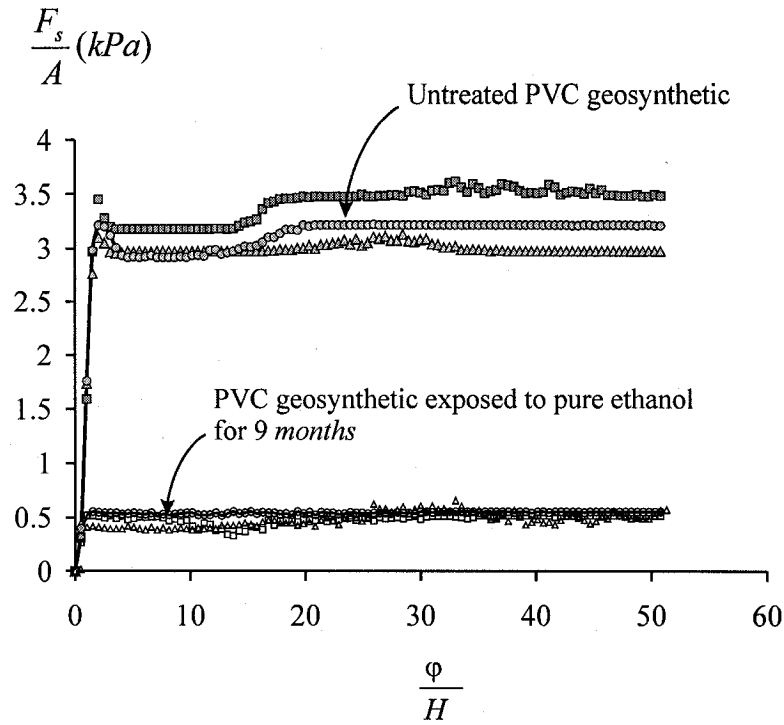 F_s
A (kPa)
Untreated PVC geosynthetic
4
3.5
3
2.5
2
1.5
1
0.5
0
PVC geosynthetic exposed to pure ethanol
for 9 months
0 10 20 30 40 50 60
φ
H